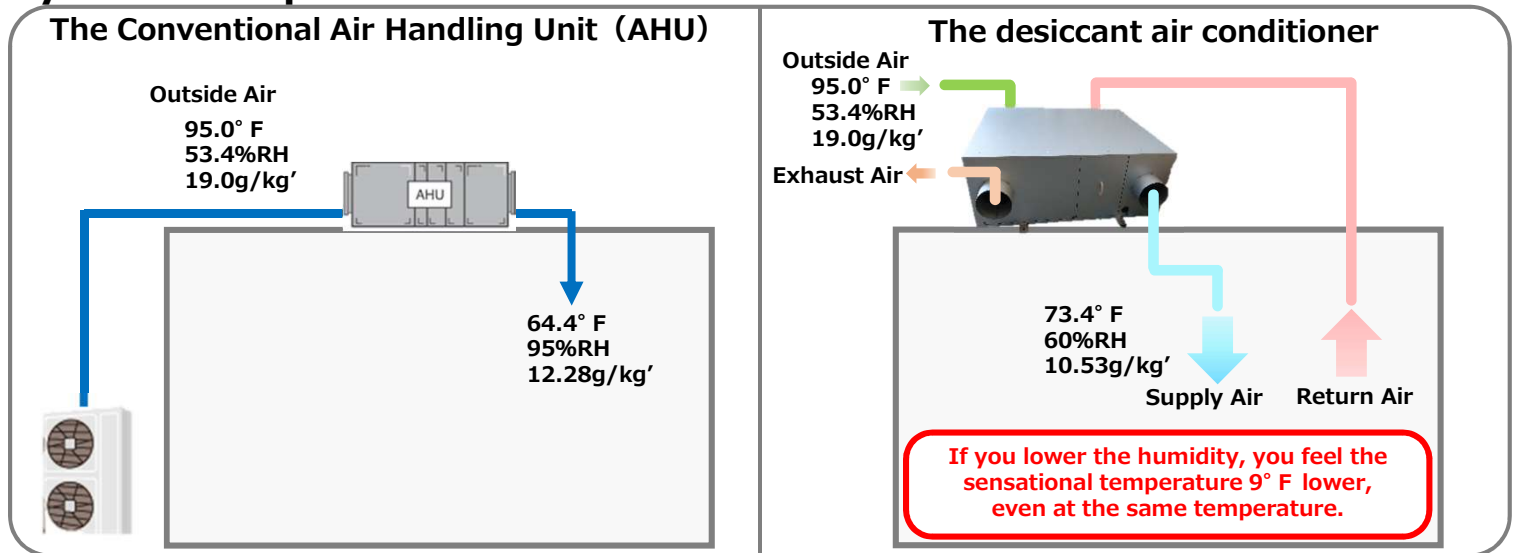 The Conventional Air Handling Unit（AHU）
Outside Air
95.0° F
53.4%RH
19.0g/kg’
AHU
64.4° F
95%RH
12.28g/kg’
The desiccant air conditioner
Outside Air
95.0° F
53.4%RH
19.0g/kg’
Exhaust Air
73.4° F
60%RH
10.53g/kg’
Supply Air
Return Air
If you lower the humidity, you feel the
sensational temperature 9° F lower,
even at the same temperature.